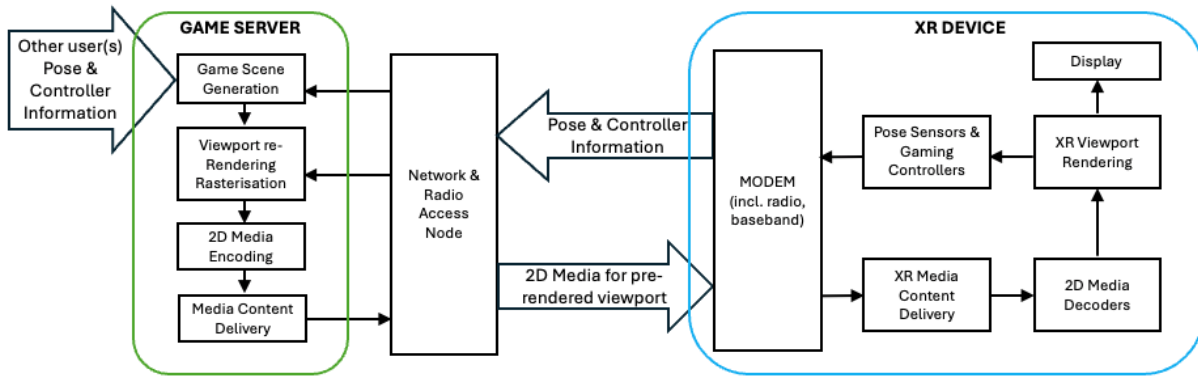 GAME SERVER
XR DEVICE
Other user(s)
Pose &
Controller
Information
Game Scene
Generation
Viewport re-
Rendering
Rasterisation
2D Media
Encoding
Media Content
Delivery
Network &
Radio
Access
Node
Pose & Controller
Information
2D Media for pre-
rendered viewport
MODEM
(incl. radio,
baseband)
Display
Pose Sensors &
Gaming
Controllers
XR Viewport
Rendering
XR Media
Content
Delivery
2D Media
Decoders